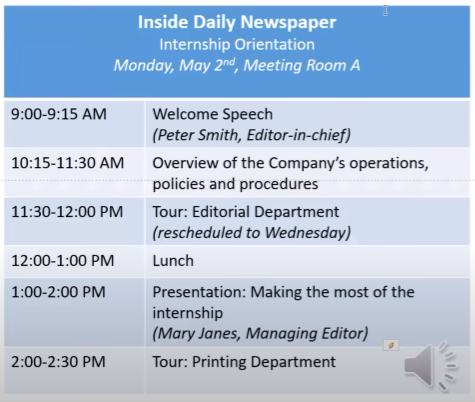 Inside Daily Newspaper
Internship Orientation
Monday, May 2nd, Meeting Room A
9:00-9:15 AM Welcome Speech
(Peter Smith, Editor-in-chief)
10:15-11:30 AM Overview of the Company's operations,
policies and procedures
11:30-12:00 PM Tour: Editorial Department
(rescheduled to Wednesday)
12:00-1:00 PM Lunch
1:00-2:00 PM Presentation: Making the most of the
internship
(Mary Janes, Managing Editor)
2:00-2:30 PM Tour: Printing Department